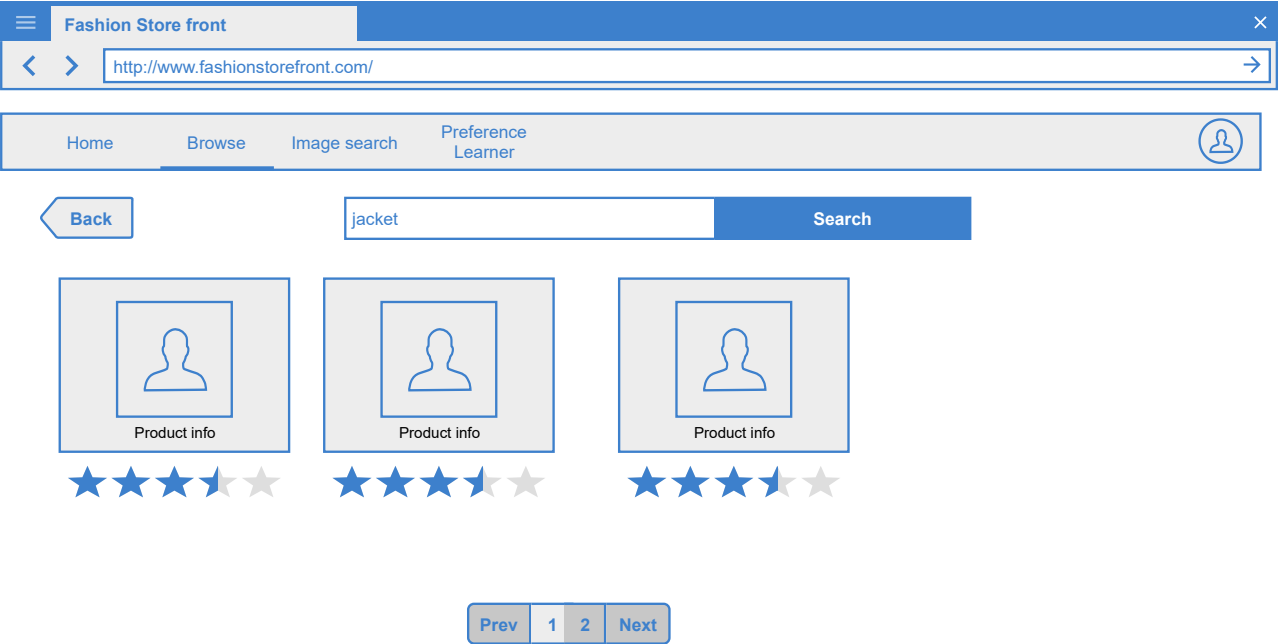 Fashion Store front
http://www.fashionstorefront.com/
Home
Browse
Image search
Preference
Learner
Back
jacket
Search
Product info
Product info
Product info
Prev
1
2
Next